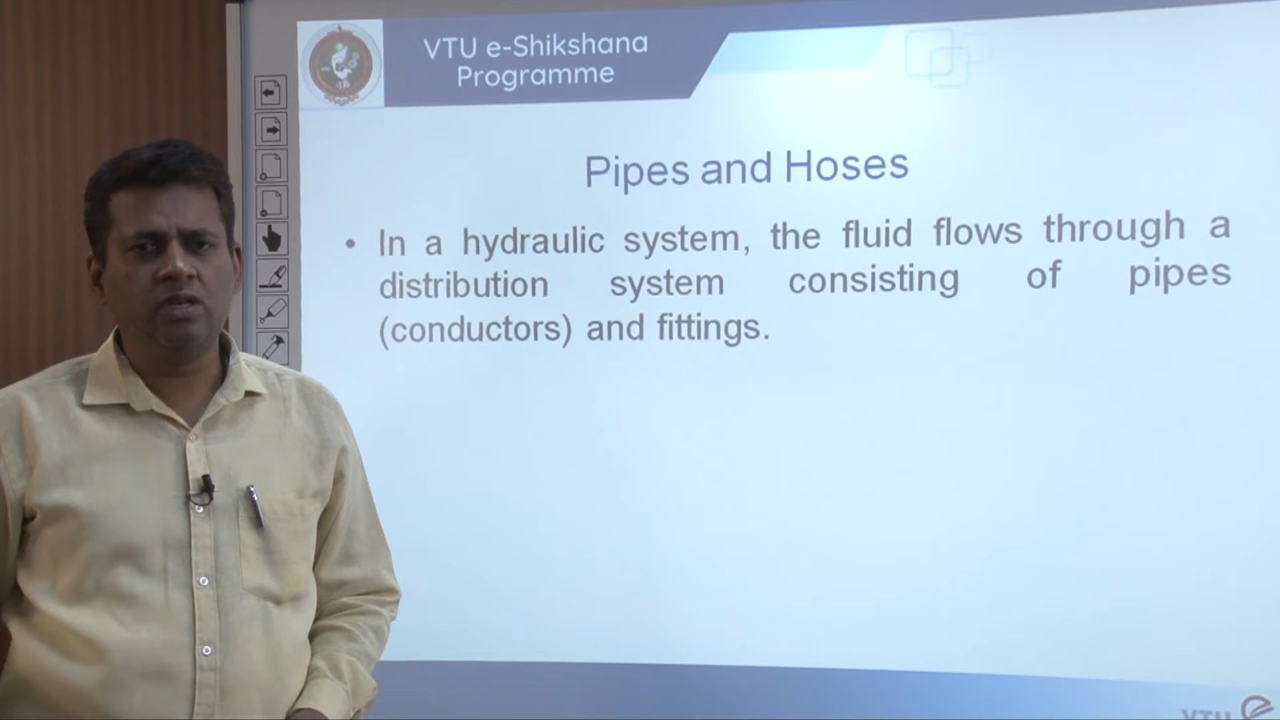 VTU e-Shikshana
Programme
Pipes and Hoses
• In a hydraulic system, the fluid flows through a
distribution system consisting of pipes
(conductors) and fittings.
VTU